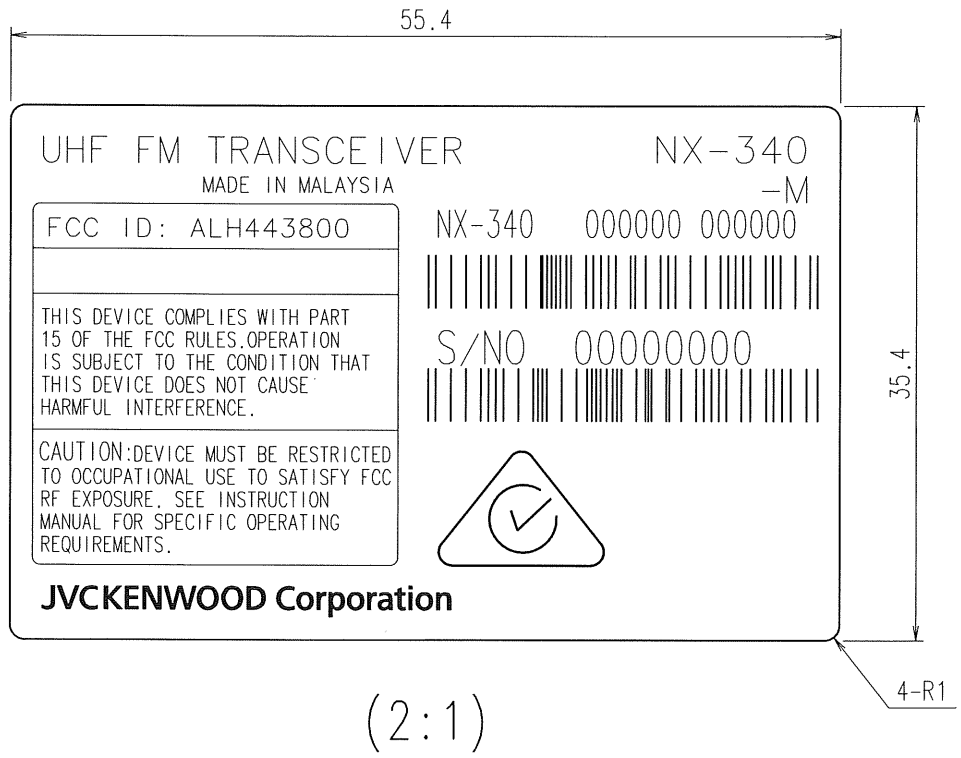 55.4
UHF FM TRANSCEIVER
NX-340
MADE IN MALAYSIA
-M
FCC ID: ALH443800
NX-340 000000 000000
THIS DEVICE COMPLIES WITH PART
15 OF THE FCC RULES.OPERATION
IS SUBJECT TO THE CONDITION THAT
THIS DEVICE DOES NOT CAUSE
HARMFUL INTERFERENCE.
S/NO 00000000
35.4
CAUTION:DEVICE MUST BE RESTRICTED
TO OCCUPATIONAL USE TO SATISFY FCC
RF EXPOSURE. SEE INSTRUCTION
MANUAL FOR SPECIFIC OPERATING
REQUIREMENTS.
JVCKENWOOD Corporation
4-R1
(2:1)